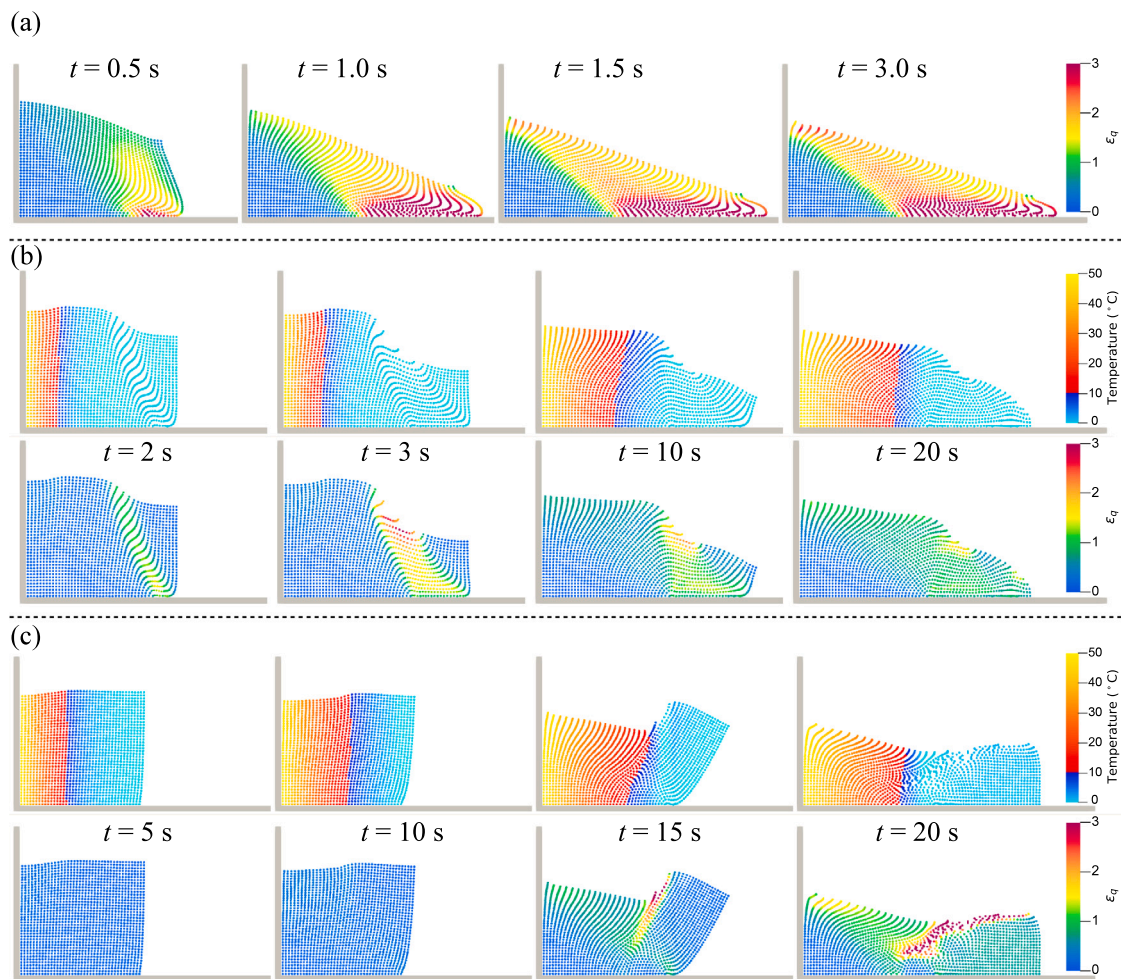 (a)
t = 0.5 s
t = 1.0 s
t = 1.5 s
t = 3.0 s
3
2
1
0
εq
(b)
50
40
30
20
10
0
Temperature (°C)
t = 2 s
t = 3 s
t = 10 s
t = 20 s
3
2
1
0
εq
(c)
50
40
30
20
10
0
Temperature (°C)
t = 5 s
t = 10 s
t = 15 s
t = 20 s
3
2
1
0
εq